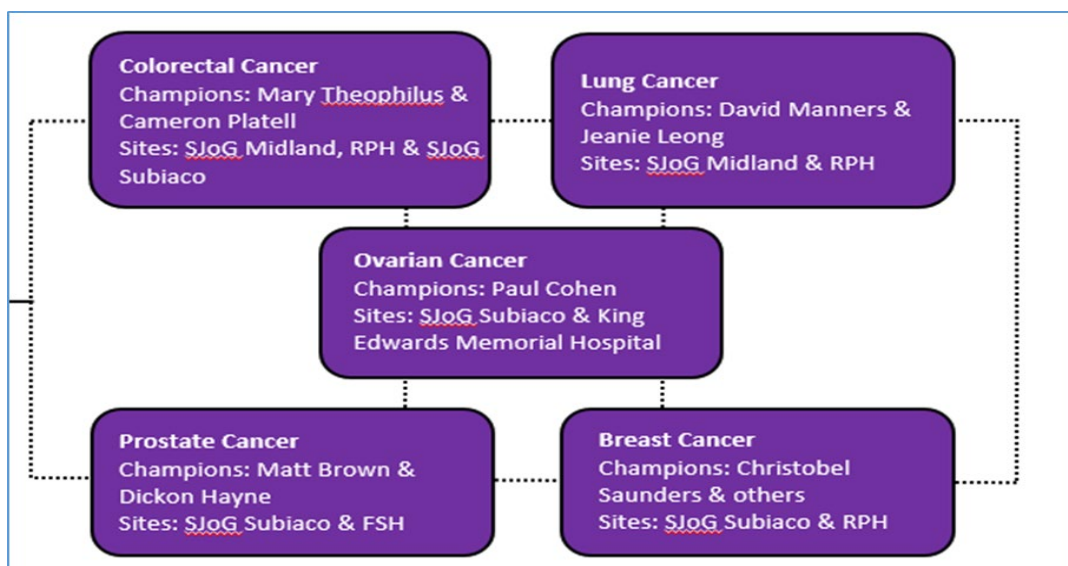 Colorectal Cancer
Champions: Mary Theophilus &
Cameron Platell
Sites: SJoG Midland, RPH & SJoG
Subiaco
Lung Cancer
Champions: David Manners &
Jeanie Leong
Sites: SJoG Midland & RPH
Ovarian Cancer
Champions: Paul Cohen
Sites: SJoG Subiaco & King
Edwards Memorial Hospital
Prostate Cancer
Champions: Matt Brown &
Dickon Hayne
Sites: SJoG Subiaco & FSH
Breast Cancer
Champions: Christobel
Saunders & others
Sites: SJoG Subiaco & RPH